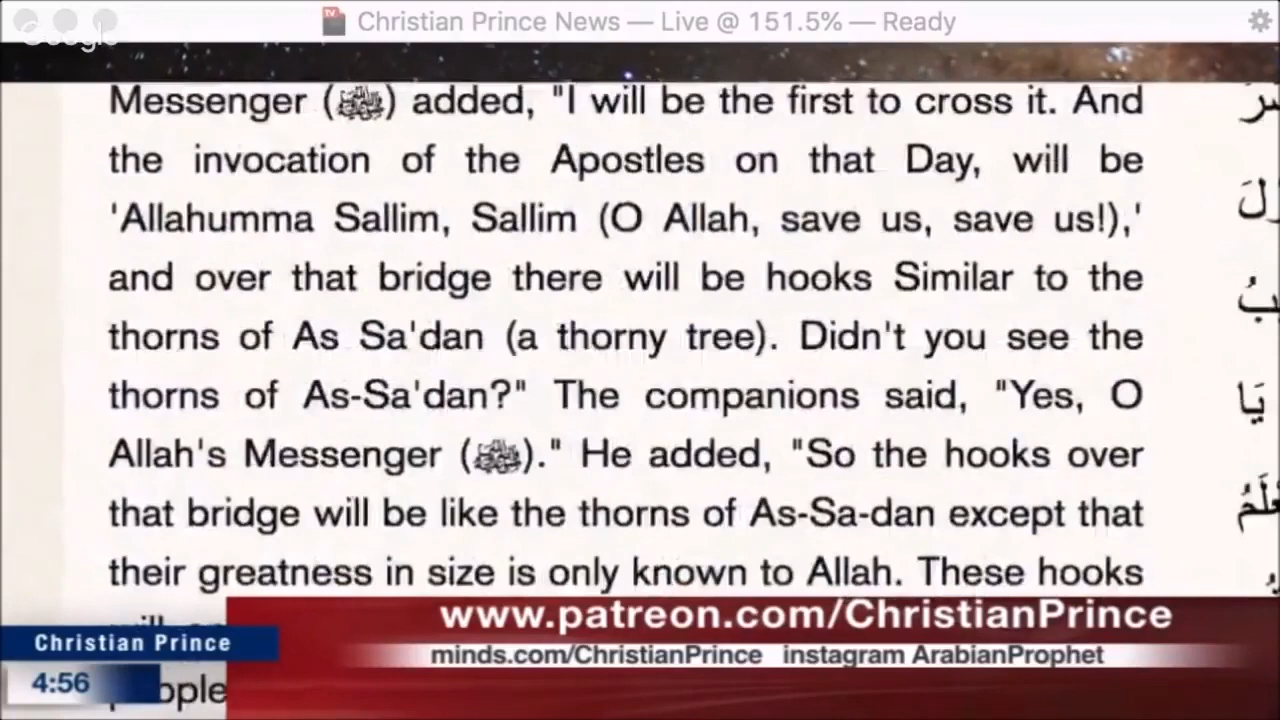 Christian Prince News — Live @ 151.5% — Ready
Google
Messenger (ﷺ) added, "I will be the first to cross it. And
the invocation of the Apostles on that Day, will be
'Allahumma Sallim, Sallim (O Allah, save us, save us!),'
and over that bridge there will be hooks Similar to the
thorns of As Sa'dan (a thorny tree). Didn't you see the
thorns of As-Sa'dan?" The companions said, "Yes, O
Allah's Messenger (ﷺ)." He added, "So the hooks over
that bridge will be like the thorns of As-Sa-dan except that
their greatness in size is only known to Allah. These hooks
will
يَا
www.patreon.com/ChristianPrince
Christian Prince
minds.com/ChristianPrince instagram ArabianProphet
4:56